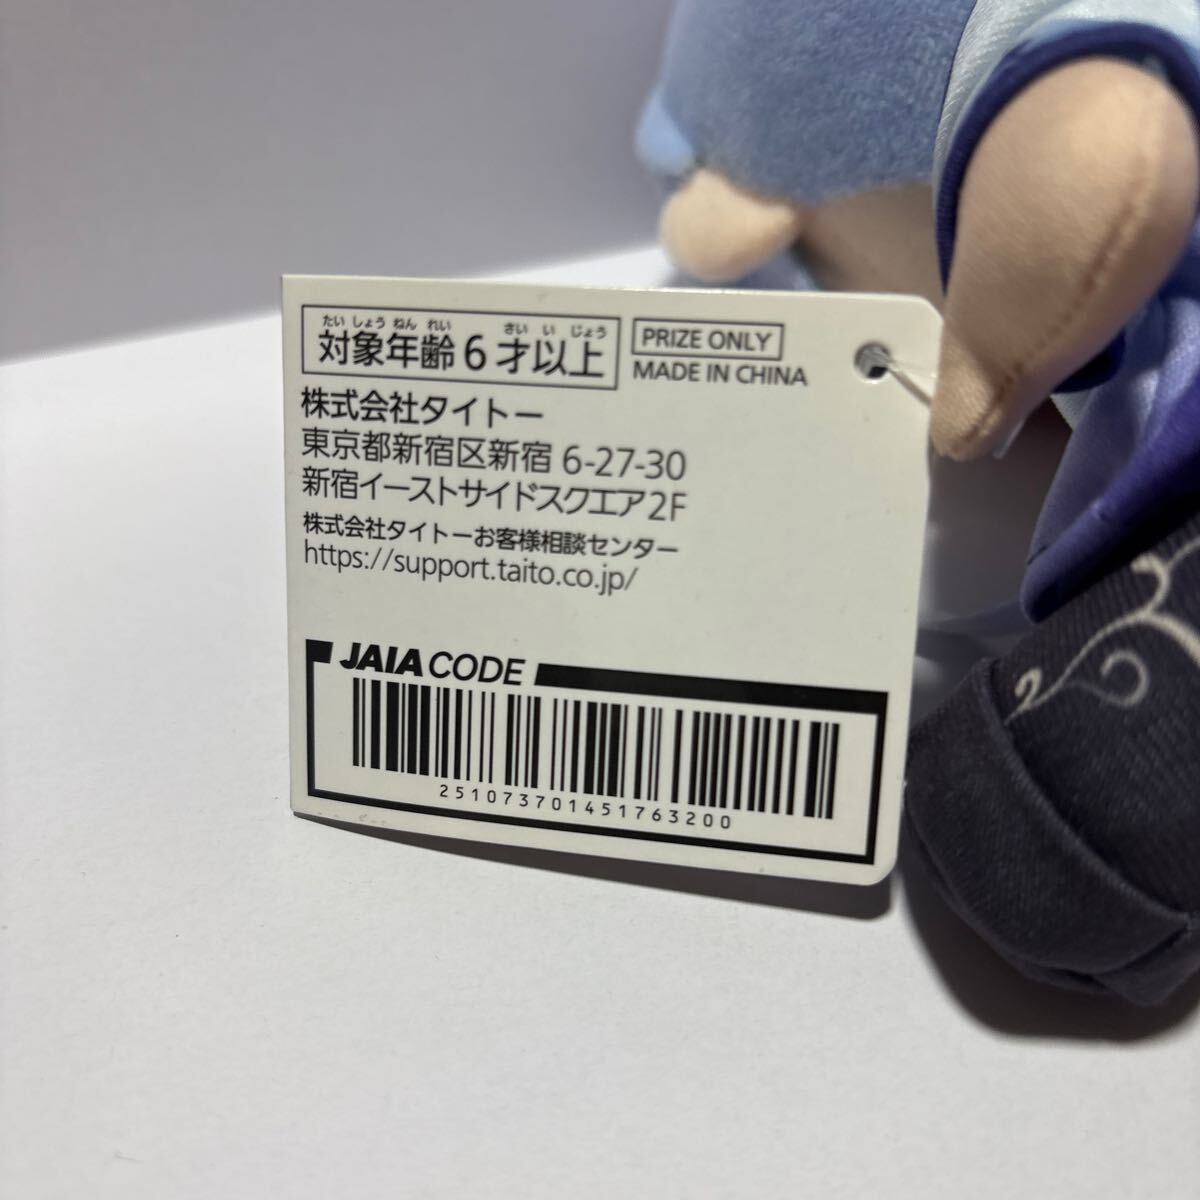 たいしょうねんれい さいいじょう
対象年齢6才以上
PRIZE ONLY
MADE IN CHINA
株式会社タイトー
東京都新宿区新宿 6-27-30
新宿イーストサイドスクエア2F
株式会社タイトーお客様相談センター
https://support.taito.co.jp/
JAIA CODE
251073701451763200